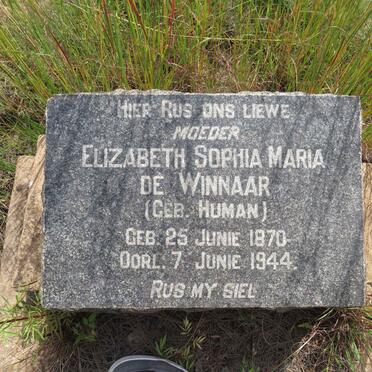 HIER RUS ONS LIEWE
MOEDER
ELIZABETH SOPHIA MARIA
DE WINNAAR
(GEB. HUMAN)
GEB. 25 JUNIE 1870
OORL. 7 JUNIE 1944.
RUS MY SIEL